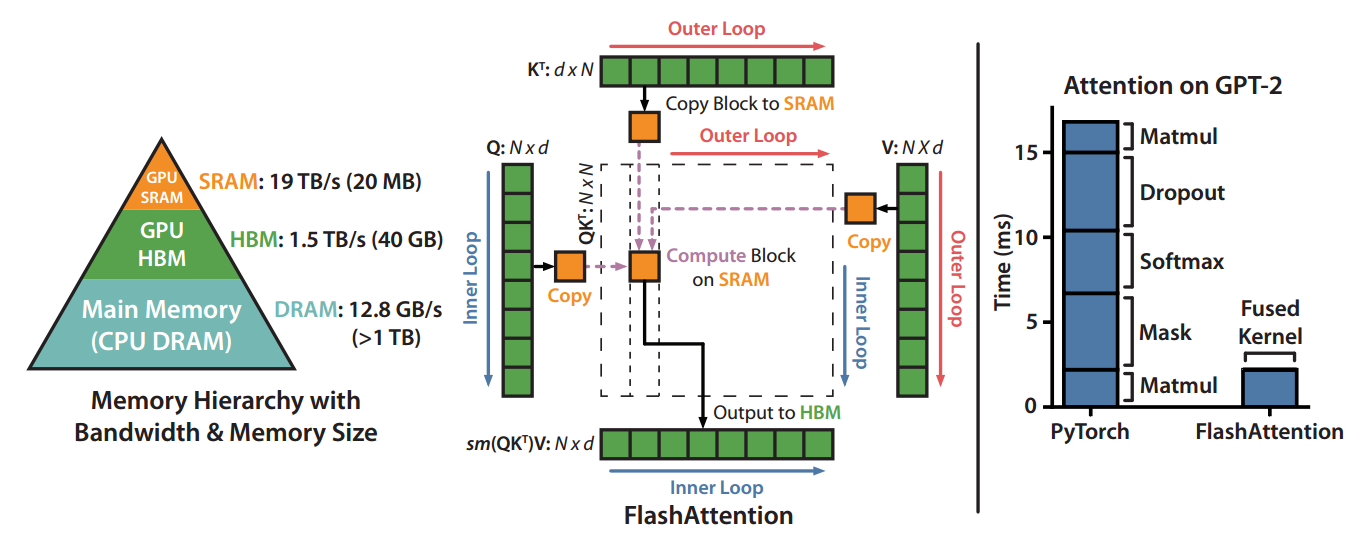 GPU
SRAM
SRAM: 19 TB/s (20 MB)
GPU
HBM
HBM: 1.5 TB/s (40 GB)
Main Memory
(CPU DRAM)
DRAM: 12.8 GB/s
(>1 TB)
Memory Hierarchy with
Bandwidth & Memory Size
Outer Loop
Kᵀ: d x N
Copy Block to SRAM
Outer Loop
Q: N x d
V: N X d
QKᵀ: N x N
Copy
Compute Block
on SRAM
Copy
Inner Loop
Inner Loop
Outer Loop
Output to HBM
sm(QKᵀ)V: N x d
Inner Loop
FlashAttention
Attention on GPT-2
Time (ms)
15
10
5
0
Matmul
Dropout
Softmax
Mask
Matmul
Fused
Kernel
PyTorch
FlashAttention